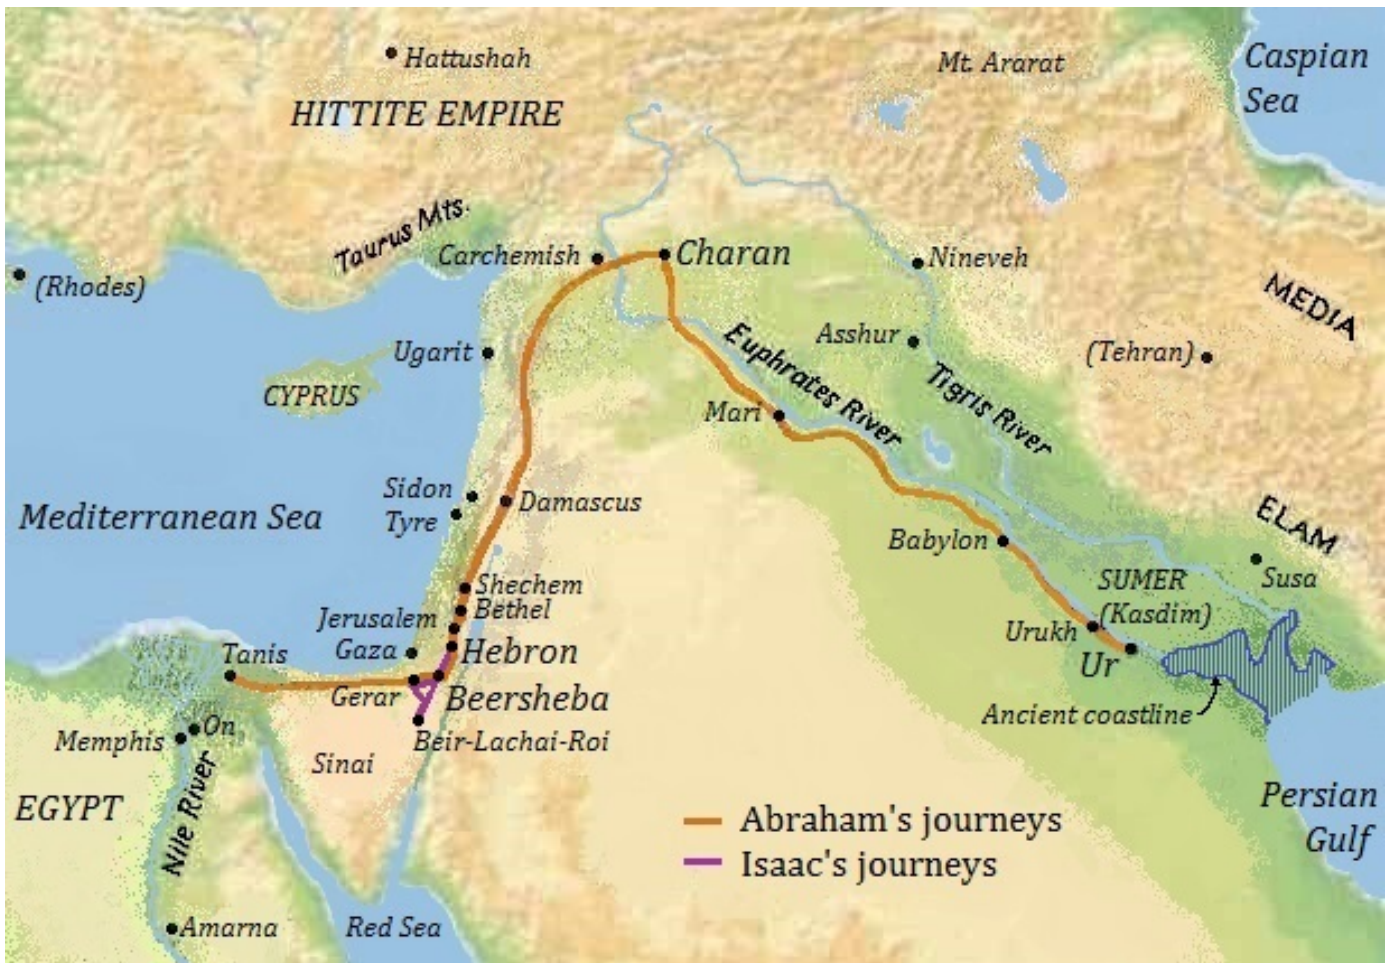 Hattushah
HITTITE EMPIRE
Mt. Ararat
Caspian
Sea
Taurus Mts.
Carchemish
Charan
Nineveh
(Rhodes)
MEDIA
Ugarit
Asshur
(Tehran)
CYPRUS
Euphrates River
Tigris River
Mari
Sidon
Tyre
Damascus
Mediterranean Sea
ELAM
Babylon
Susa
SUMER
(Kasdim)
Shechem
Bethel
Jerusalem
Gaza
Hebron
Urukh
Ur
Tanis
Gerar
Beersheba
Ancient coastline
On
Memphis
Beir-Lachai-Roi
Sinai
EGYPT
Nile River
Persian
Gulf
Abraham's journeys
Isaac's journeys
Amarna
Red Sea